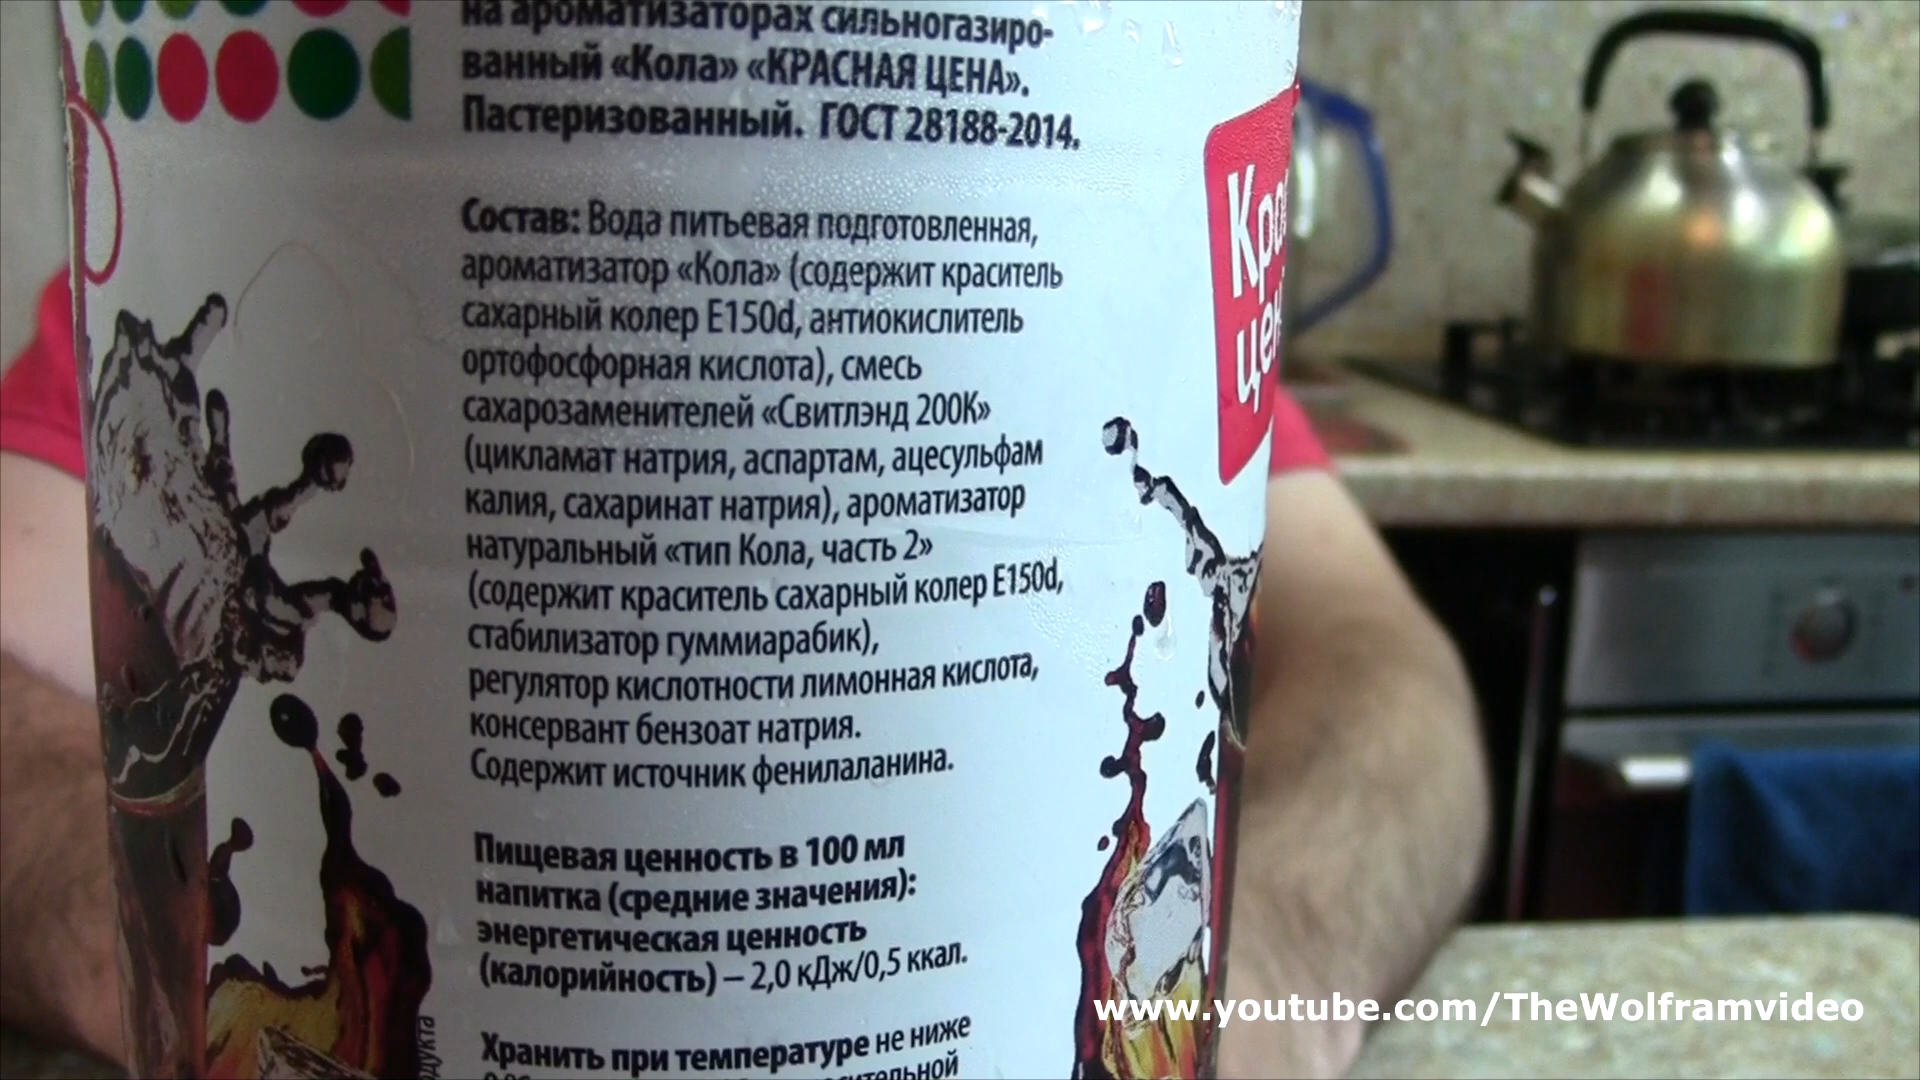 на ароматизаторах сильногазиро-
ванный «Кола» «КРАСНАЯ ЦЕНА».
Пастеризованный. ГОСТ 28188-2014.
Состав: Вода питьевая подготовленная,
ароматизатор «Кола» (содержит краситель
сахарный колер Е150d, антиокислитель
ортофосфорная кислота), смесь
сахарозаменителей «Свитлэнд 200К»
(цикламат натрия, аспартам, ацесульфам
калия, сахаринат натрия), ароматизатор
натуральный «тип Кола, часть 2»
(содержит краситель сахарный колер Е150d,
стабилизатор гуммиарабик),
регулятор кислотности лимонная кислота,
консервант бензоат натрия.
Содержит источник фенилаланина.
Пищевая ценность в 100 мл
напитка (средние значения):
энергетическая ценность
(калорийность) – 2,0 кДж/0,5 ккал.
Хранить при температуре не ниже
www.youtube.com/TheWolframvideo